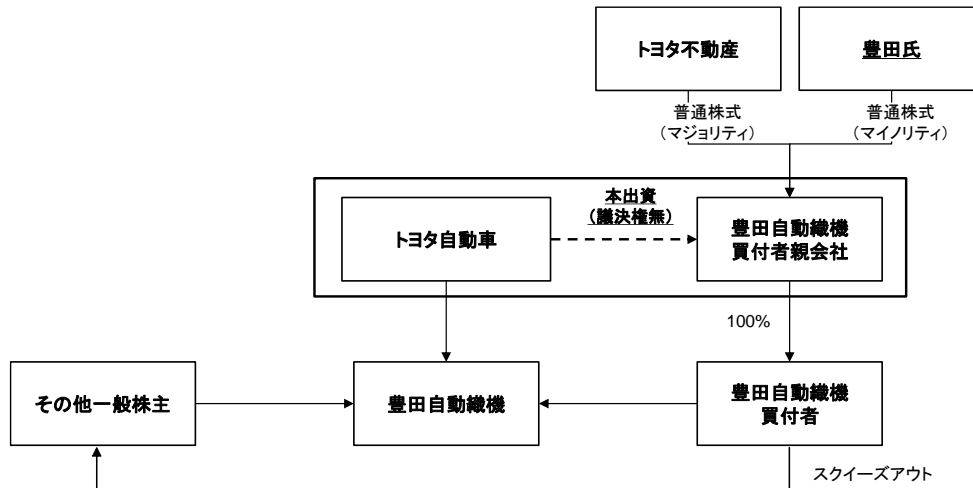 トヨタ不動産
豊田氏
普通株式
（マジョリティ）
普通株式
（マイノリティ）
本出資
（議決権無）
トヨタ自動車
豊田自動織機
買付者親会社
100%
その他一般株主
豊田自動織機
豊田自動織機
買付者
スクイーズアウト